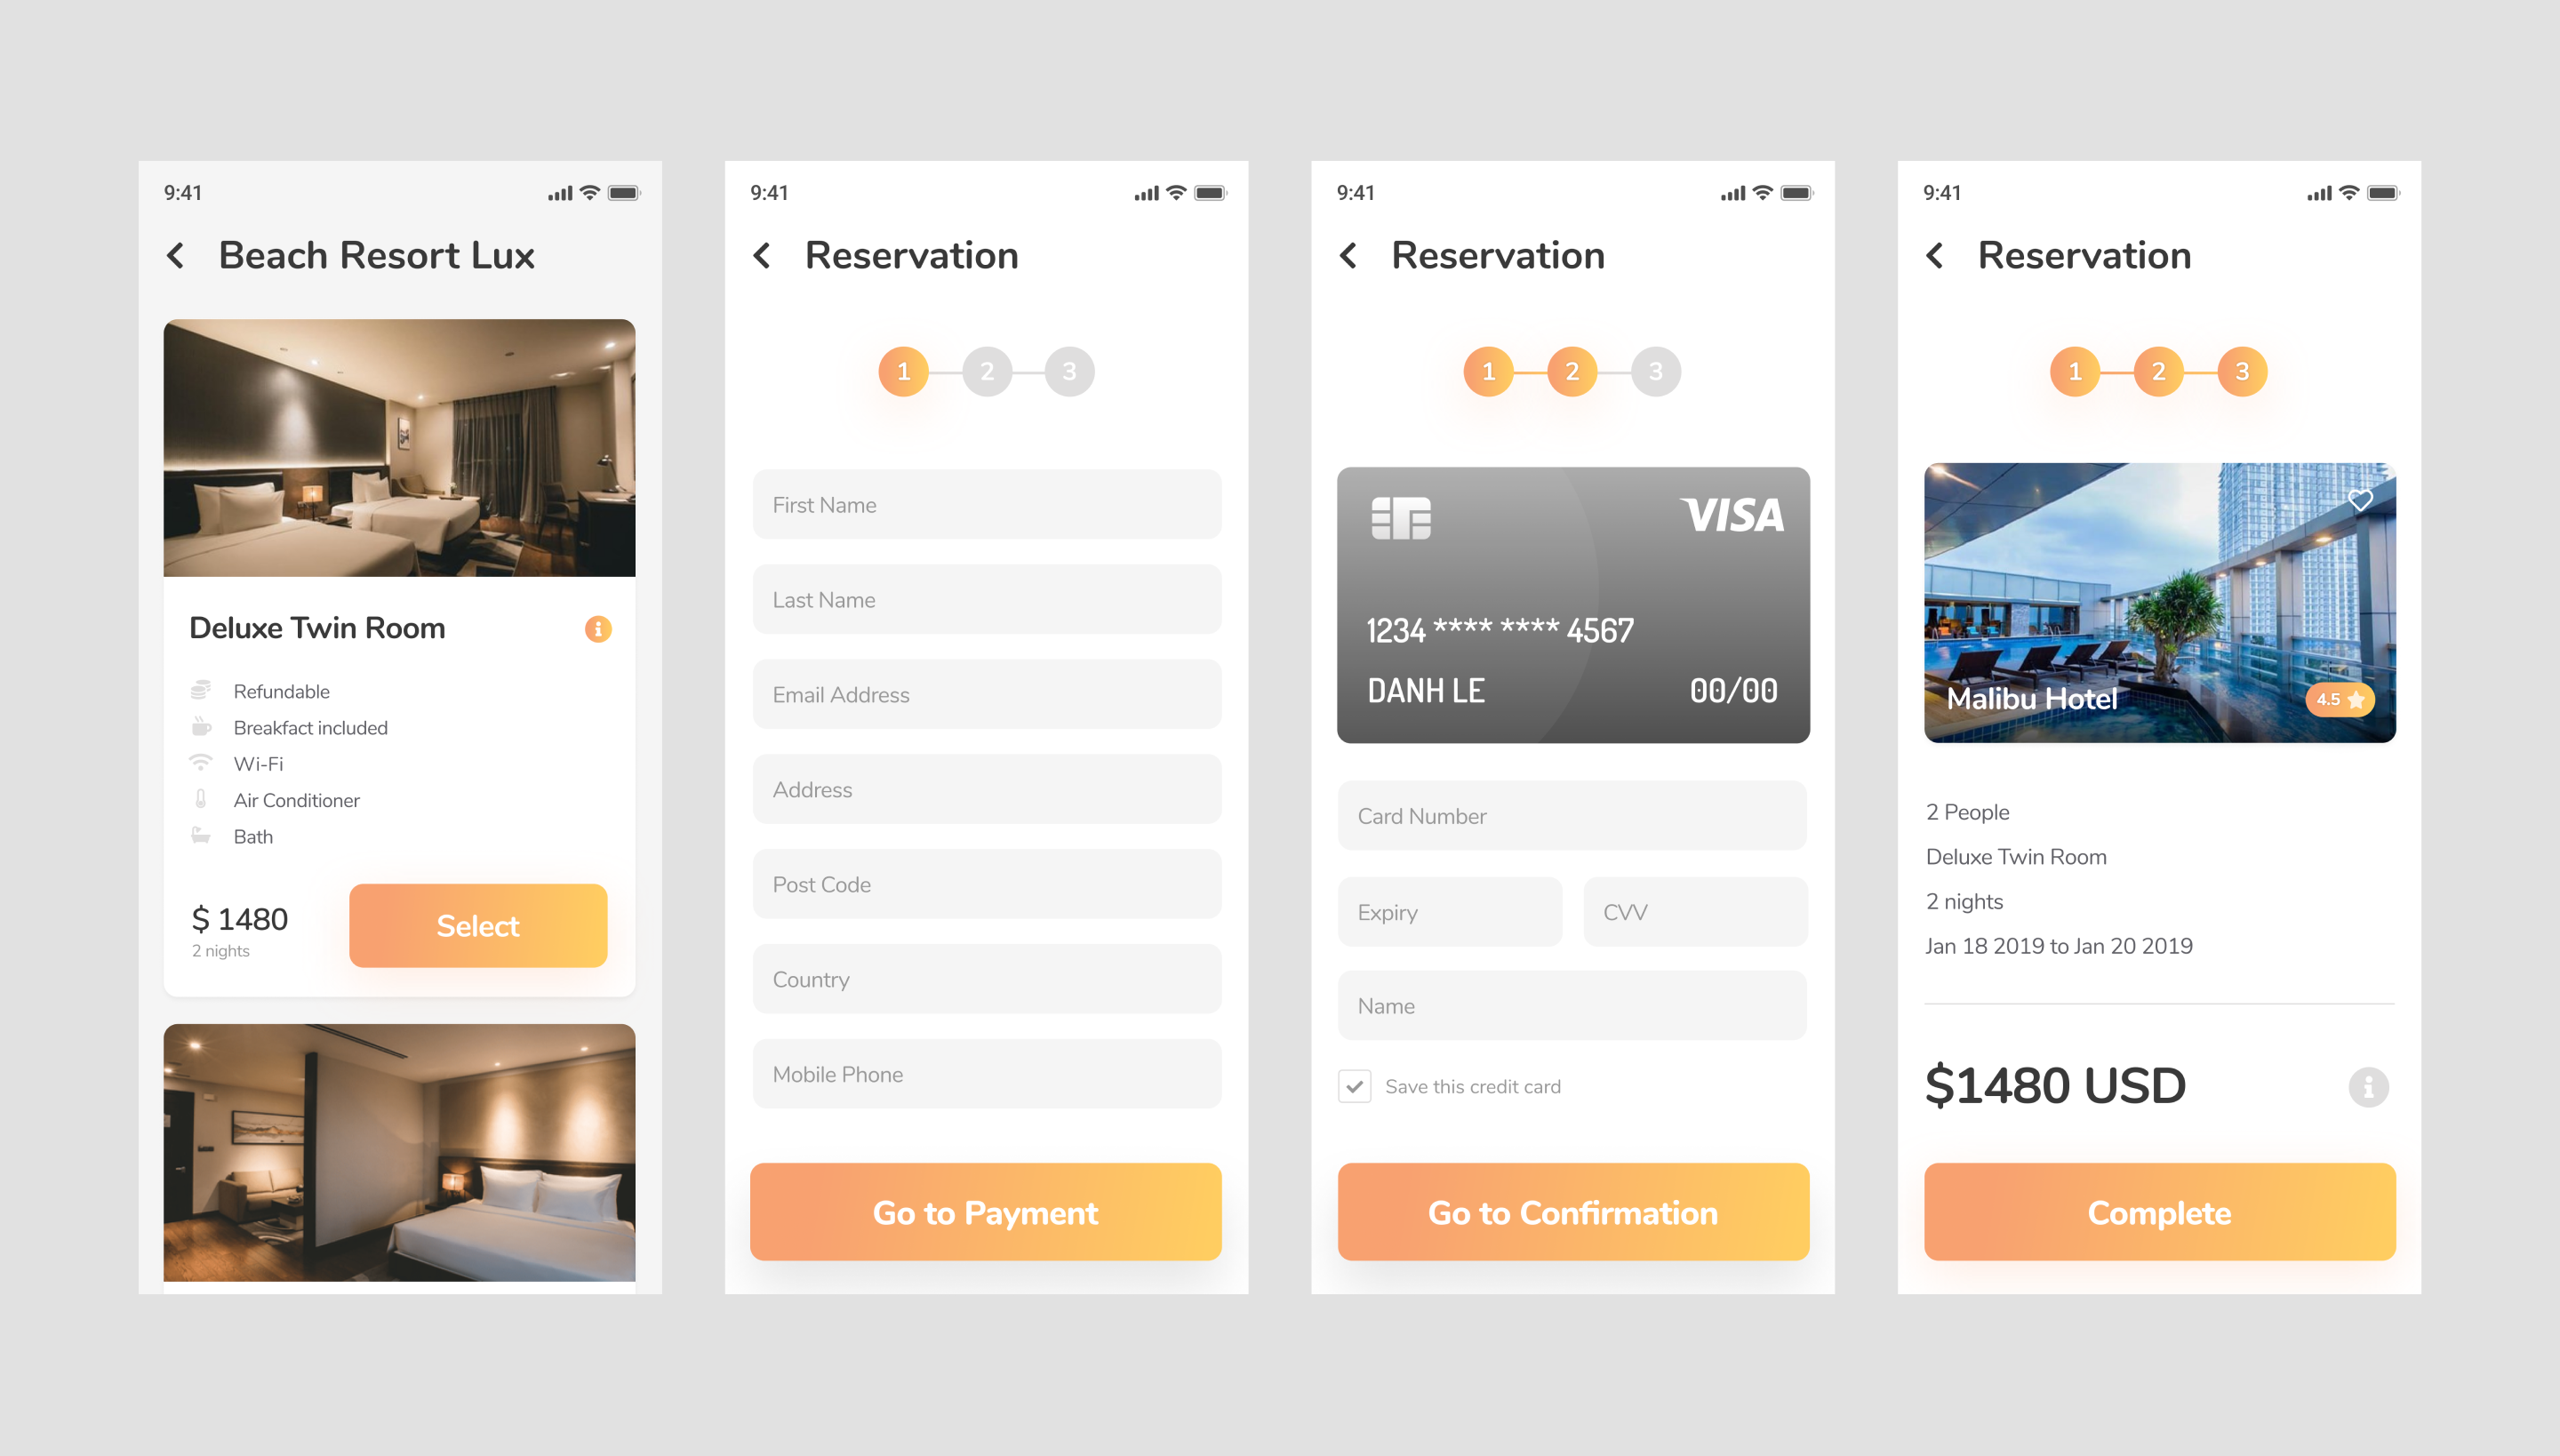 9:41
Beach Resort Lux
Deluxe Twin Room
Refundable
Breakfact included
Wi-Fi
Air Conditioner
Bath
$ 1480
2 nights
Select
9:41
Reservation
1 2 3
First Name
Last Name
Email Address
Address
Post Code
Country
Mobile Phone
Go to Payment
9:41
Reservation
1 2 3
VISA
1234 **** **** 4567
DANH LE 00/00
Card Number
Expiry CVV
Name
Save this credit card
Go to Confirmation
9:41
Reservation
1 2 3
Malibu Hotel 4.5
2 People
Deluxe Twin Room
2 nights
Jan 18 2019 to Jan 20 2019
$1480 USD
Complete